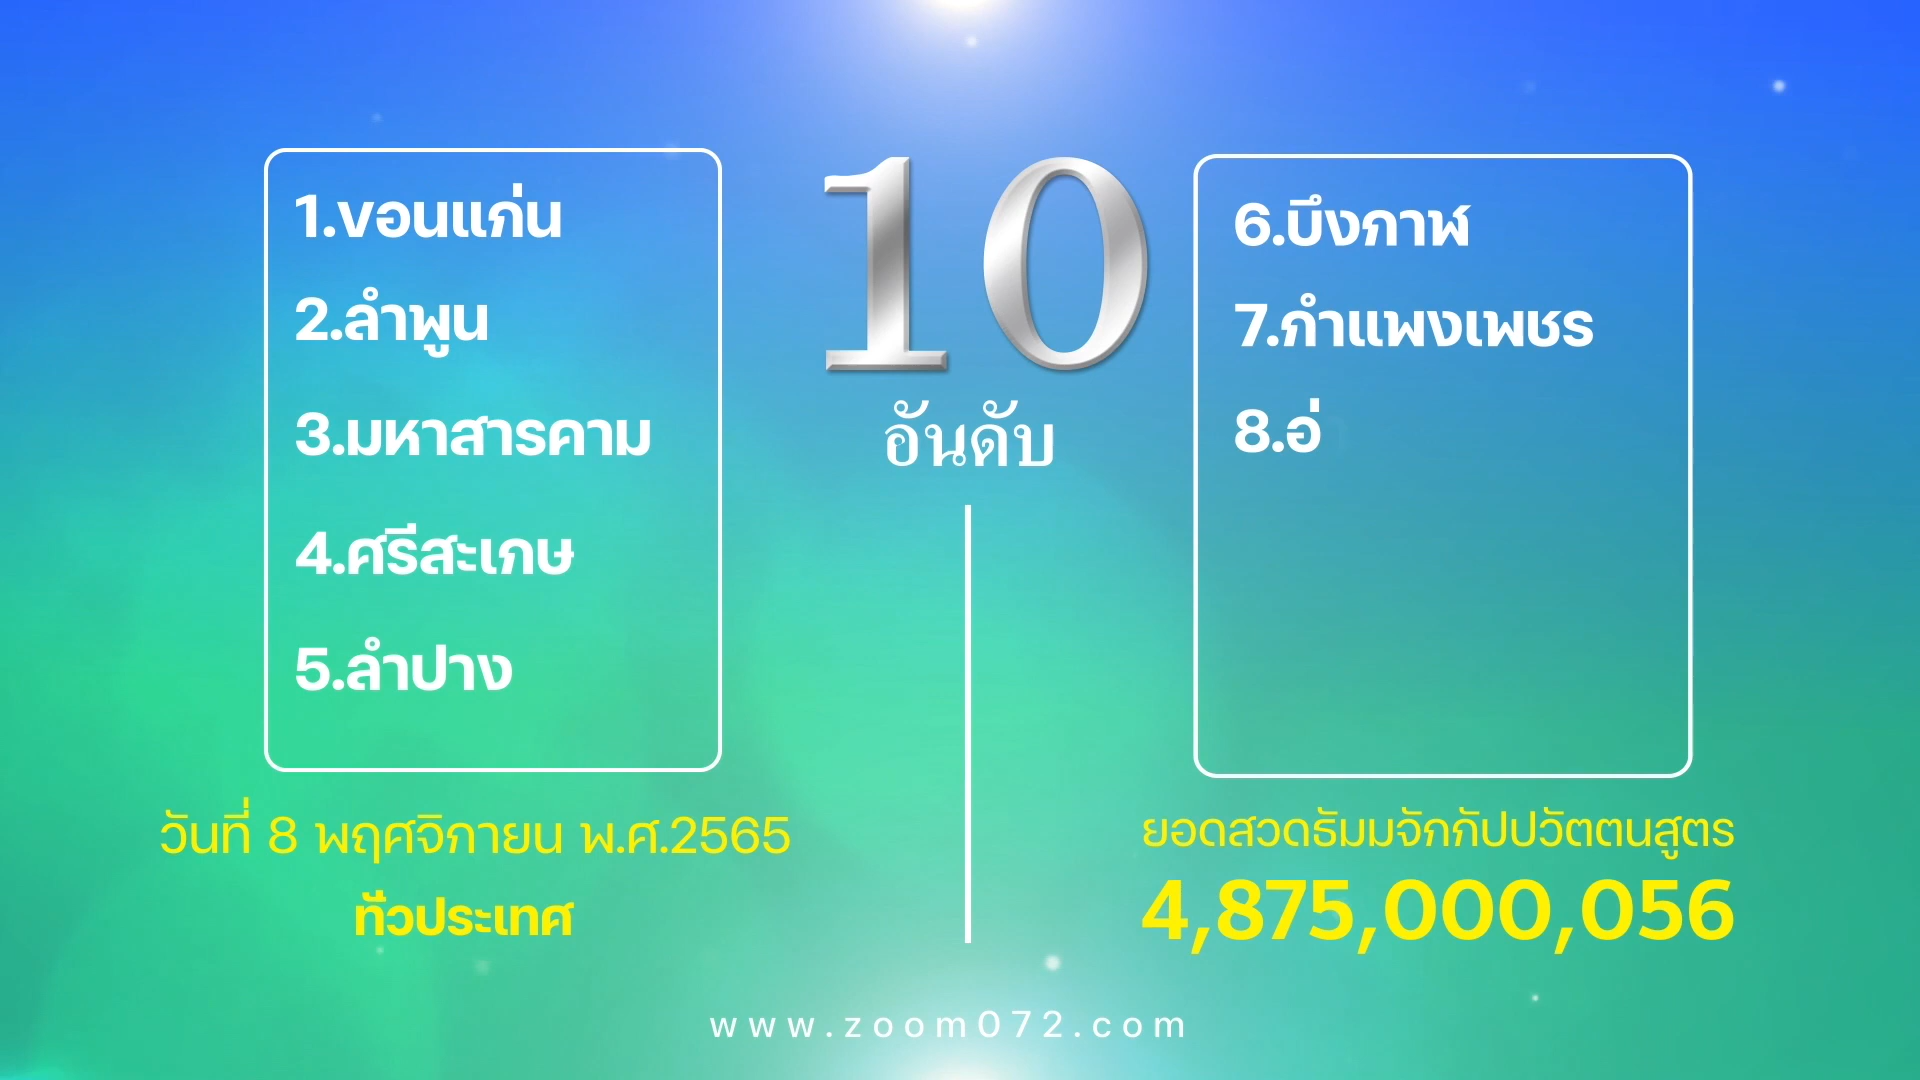 1.ขอนแก่น
2.ลำพูน
3.มหาสารคาม
4.ศรีสะเกษ
5.ลำปาง
10
อันดับ
6.บึงกาฬ
7.กำแพงเพชร
8.อ่
วันที่ 8 พฤศจิกายน พ.ศ.2565
ทั่วประเทศ
ยอดสวดธัมมจักกัปปวัตตนสูตร
4,875,000,056
www.zoom072.com